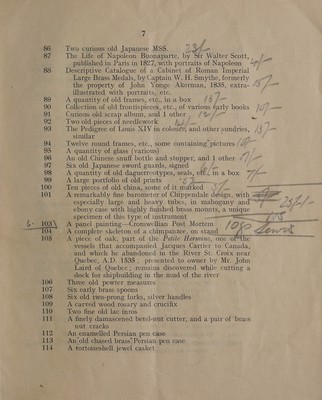 7
86 Two curious old Japanese MSS. 23/-
87 The Life of Napoleon Buonaparte, by Sir Walter Scott,
published in Paris in 1827, with portraits of Napoleon 4/-
88 Descriptive Catalogue of a Cabinet of Roman Imperial
Large Brass Medals, by Captain W. H. Smythe, formerly
the property of John Yonge Akerman, 1835, extra-
illustrated with portraits, etc.
89 A quantity of old frames, etc., in a box
90 Collection of old frontispieces, etc., of various early books 10/-
91 Curious old scrap album, and 1 other 12/-
92 Two old pieces of needlework
93 The Pedigree of Louis XIV in colours, and other sundries,
similar
94 Twelve round frames, etc., some containing pictures
95 A quantity of glass (various)
96 An old Chinese snuff bottle and stopper, and 1 other
97 Six old Japanese sword guards, signed
98 A quantity of old daguerreotypes, seals, etc., in a box
99 A large portfolio of old prints
100 Ten pieces of old china, some of it marked
101 A remarkably fine barometer of Chippendale design, with
especially large and heavy tubes, in mahogany and
ebony case with highly finished brass mounts, a unique
specimen of this type of instrument
103 A panel painting—Cromwellian Post Mortem
104 A complete skeleton of a chimpanzee, on stand
105 A piece of oak, part of the Petite Hermine, one of the
vessels that accompanied Jacques Cartier to Canada,
and which he abandoned in the River St. Croix near
Quebec, A.D. 1535; presented to owner by Mr. John
Laird of Quebec; remains discovered while cutting a
dock for shipbuilding in the mud of the river
106 Three old pewter measures
107 Six early brass spoons
108 Six old two-prong forks, silver handles
109 A carved wood rosary and crucifix
110 Two fine old lac inros
111 A finely damascened betel-nut cutter, and a pair of brass
nut cracks
112 An enamelled Persian pen case
113 An old chased brass Persian pen case
114 A tortoiseshell jewel casket